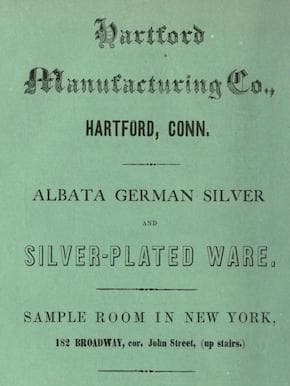 Hartford
Manufacturing Co.,
HARTFORD, CONN.
ALBATA GERMAN SILVER
AND
SILVER-PLATED WARE.
SAMPLE ROOM IN NEW YORK,
182 BROADWAY, cor. John Street, (up stairs.)